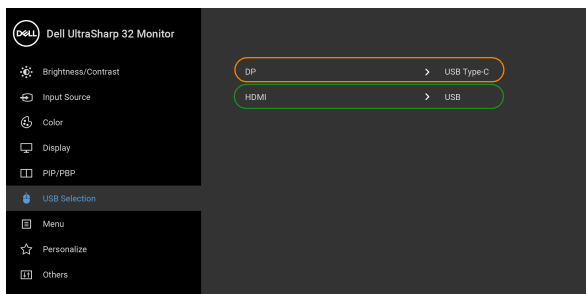 DELL
Dell UltraSharp 32 Monitor
Brightness/Contrast
Input Source
Color
Display
PIP/PBP
USB Selection
Menu
Personalize
Others
DP > USB Type-C
HDMI > USB